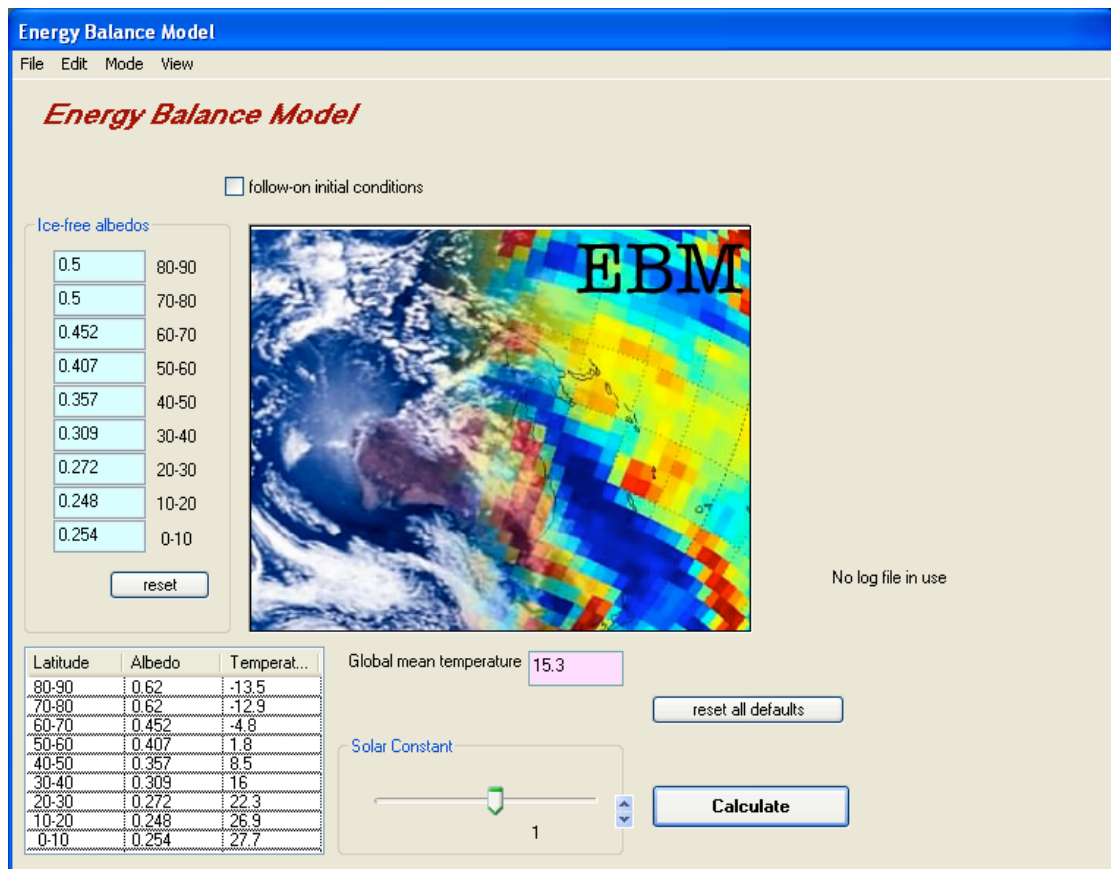 Energy Balance Model
File Edit Mode View
Energy Balance Model
follow-on initial conditions
Ice-free albedos
EBM
0.5 80-90
0.5 70-80
0.452 60-70
0.407 50-60
0.357 40-50
0.309 30-40
0.272 20-30
0.248 10-20
0.254 0-10
reset
No log file in use
Latitude Albedo Temperat...
80-90 0.62 -13.5
70-80 0.62 -12.9
60-70 0.452 -4.8
50-60 0.407 1.8
40-50 0.357 8.5
30-40 0.309 16
20-30 0.272 22.3
10-20 0.248 26.9
0-10 0.254 27.7
Global mean temperature 15.3
reset all defaults
Solar Constant
1
Calculate